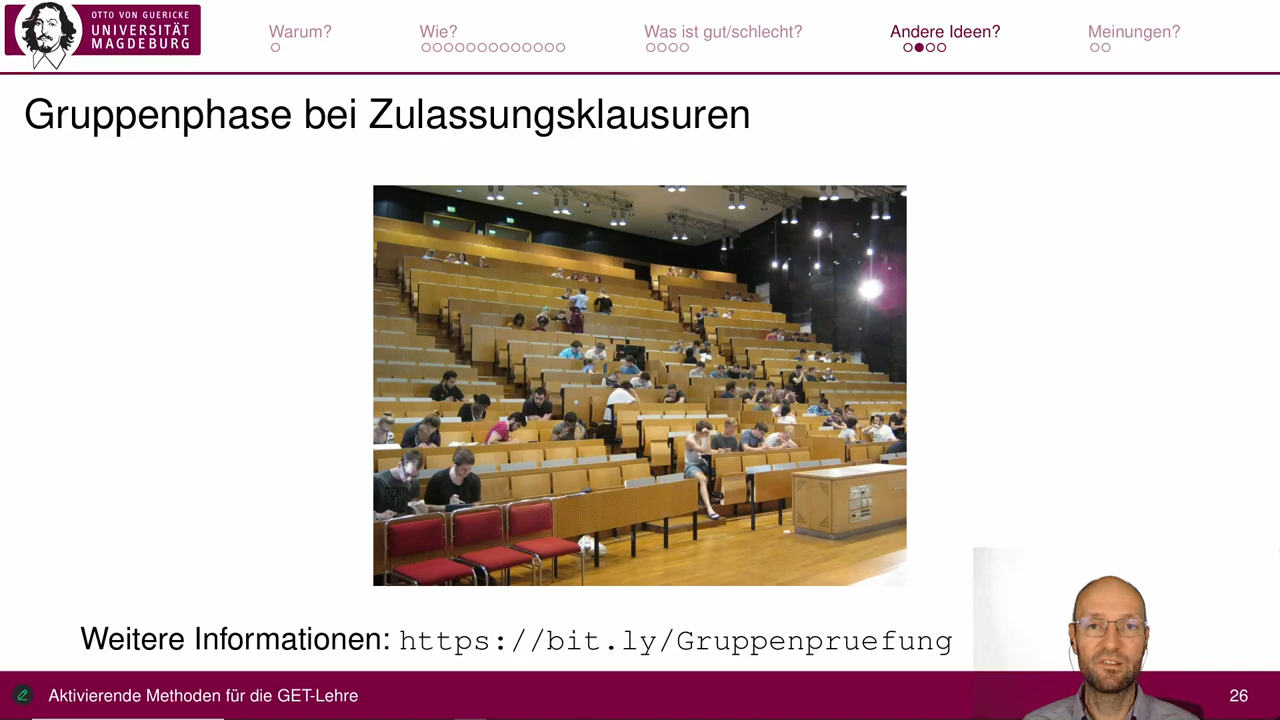 OTTO VON GUERICKE
UNIVERSITÄT
MAGDEBURG
Warum?
Wie?
Was ist gut/schlecht?
Andere Ideen?
Meinungen?
Gruppenphase bei Zulassungsklausuren
Weitere Informationen: https://bit.ly/Gruppenpruefung
Aktivierende Methoden für die GET-Lehre
26